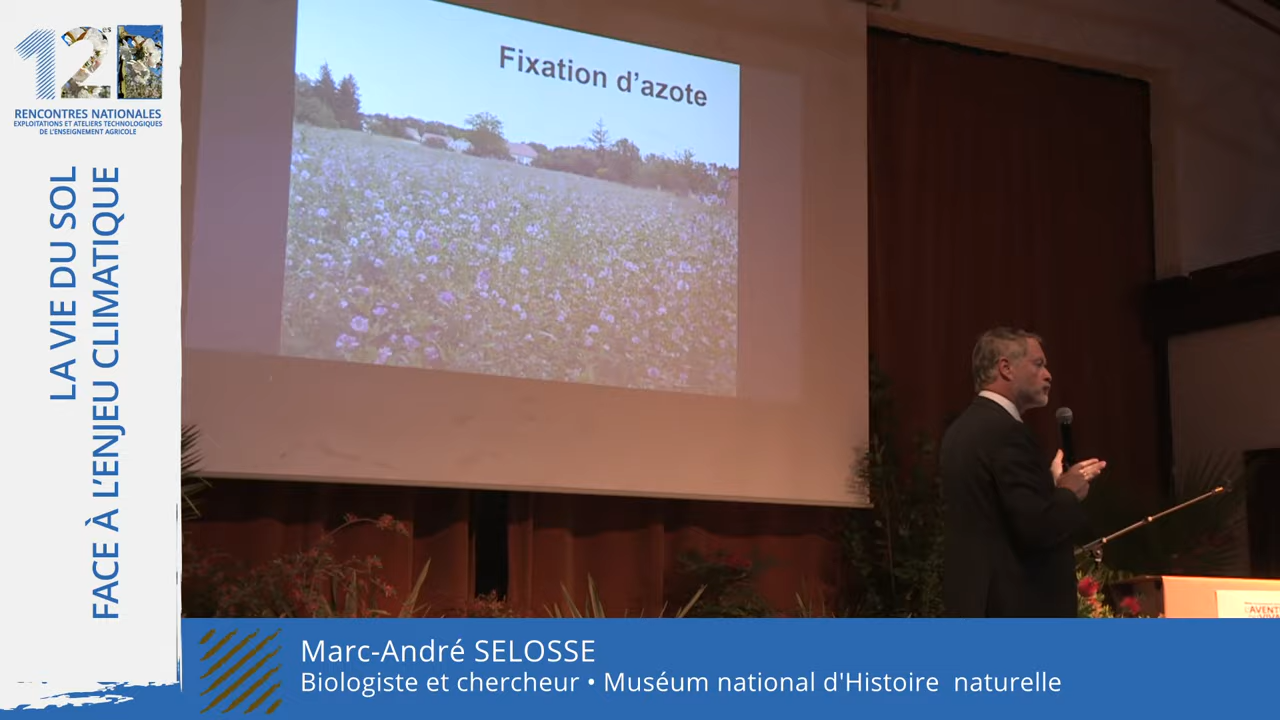 12es
RENCONTRES NATIONALES
EXPLOITATIONS ET ATELIERS TECHNOLOGIQUES
DE L'ENSEIGNEMENT AGRICOLE
LA VIE DU SOL
FACE À L'ENJEU CLIMATIQUE
Fixation d'azote
Marc-André SELOSSE
Biologiste et chercheur • Muséum national d'Histoire naturelle